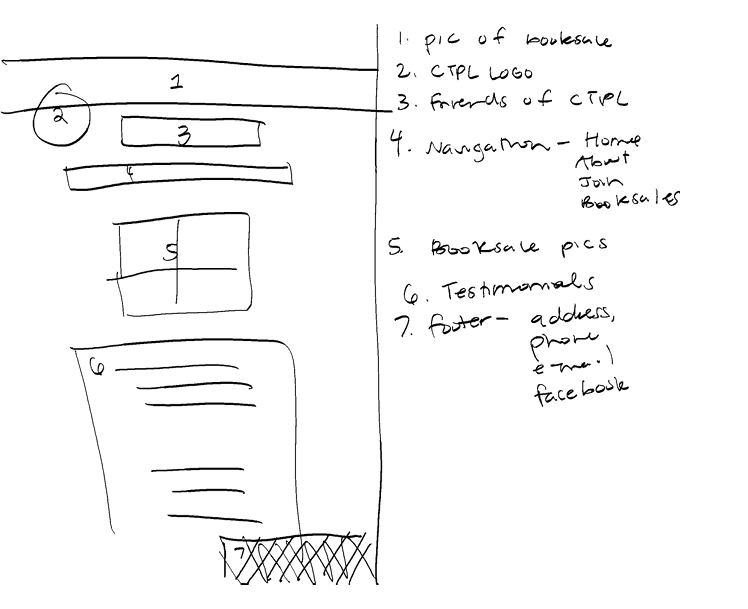 1
2
3
4
5
6
7
1. pic of booksale
2. CTPL LOGO
3. Friends of CTPL
4. Navigation - Home
About
Join
Booksales
5. Booksale pics
6. Testimonials
7. footer - address,
phone
e-mail
facebook